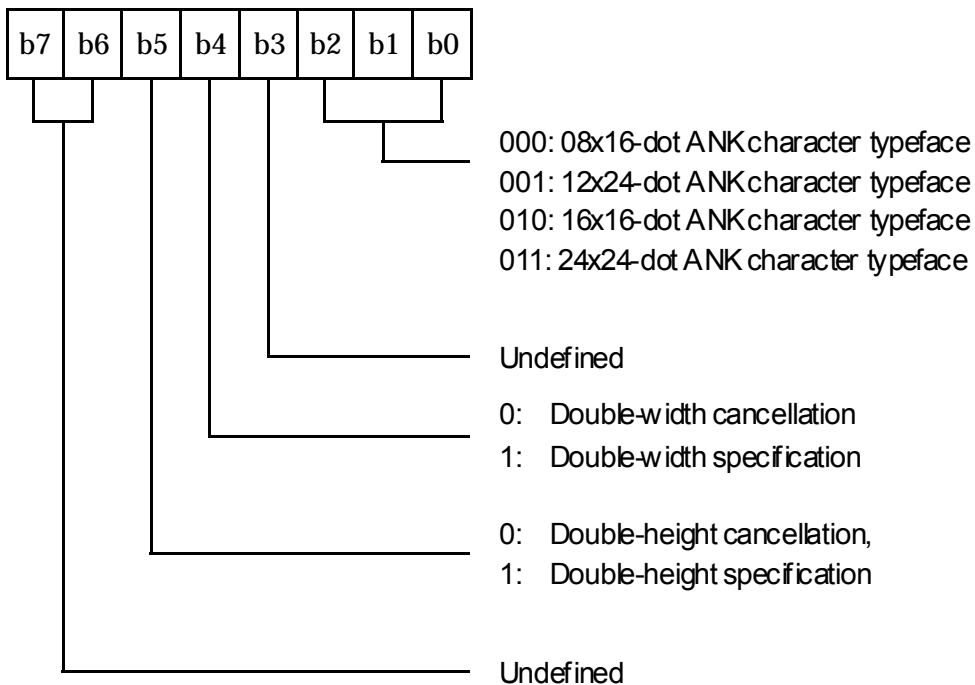 b7 b6 b5 b4 b3 b2 b1 b0
000: 08x16-dot ANK character typeface
001: 12x24-dot ANK character typeface
010: 16x16-dot ANK character typeface
011: 24x24-dot ANK character typeface
Undefined
0: Double-width cancellation
1: Double-width specification
0: Double-height cancellation,
1: Double-height specification
Undefined